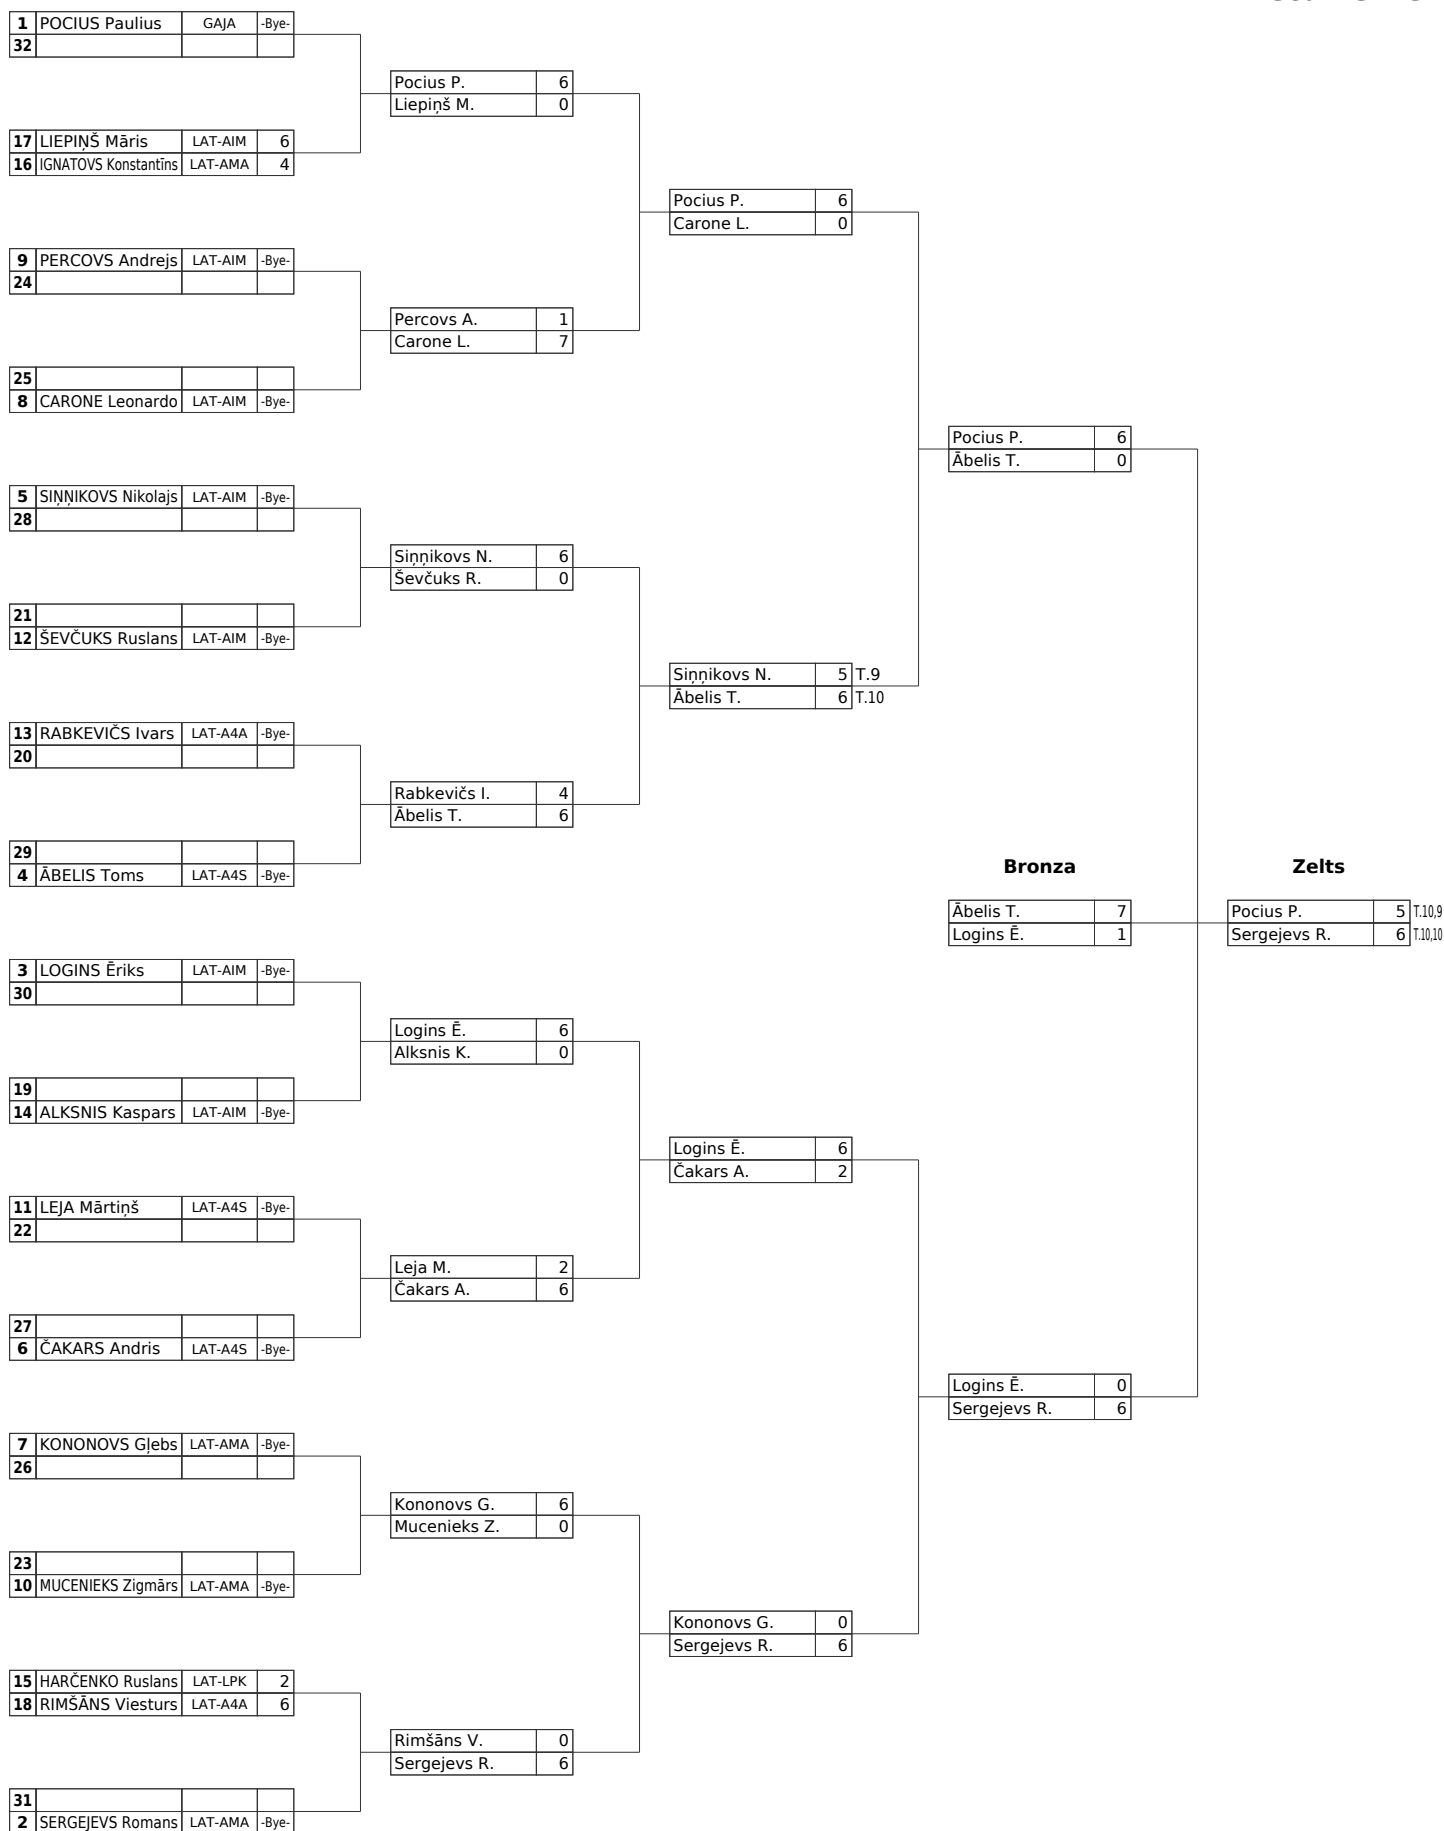 1 POCIUS Paulius GAJA -Bye-
32
Pocius P. 6
Liepiņš M. 0
17 LIEPIŅŠ Māris LAT-AIM 6
16 IGNATOVS Konstantīns LAT-AMA 4
Pocius P. 6
Carone L. 0
9 PERCOVS Andrejs LAT-AIM -Bye-
24
Percovs A. 1
Carone L. 7
25
8 CARONE Leonardo LAT-AIM -Bye-
Pocius P. 6
Ābelis T. 0
5 SIŅŅIKOVS Nikolajs LAT-AIM -Bye-
28
Siņņikovs N. 6
Ševčuks R. 0
21
12 ŠEVČUKS Ruslans LAT-AIM -Bye-
Siņņikovs N. 5 T.9
Ābelis T. 6 T.10
13 RABKEVIČS Ivars LAT-A4A -Bye-
20
Rabkevičs I. 4
Ābelis T. 6
29
4 ĀBELIS Toms LAT-A4S -Bye-
Bronza Zelts
Ābelis T. 7 Pocius P. 5 T.10,9
Logins Ē. 1 Sergejevs R. 6 T.10,10
3 LOGINS Ēriks LAT-AIM -Bye-
30
Logins Ē. 6
Alksnis K. 0
19
14 ALKSNIS Kaspars LAT-AIM -Bye-
Logins Ē. 6
Čakars A. 2
11 LEJA Mārtiņš LAT-A4S -Bye-
22
Leja M. 2
Čakars A. 6
27
6 ČAKARS Andris LAT-A4S -Bye-
Logins Ē. 0
Sergejevs R. 6
7 KONONOVS Gļebs LAT-AMA -Bye-
26
Kononovs G. 6
Mucenieks Z. 0
23
10 MUCENIEKS Zigmārs LAT-AMA -Bye-
Kononovs G. 0
Sergejevs R. 6
15 HARČENKO Ruslans LAT-LPK 2
18 RIMŠĀNS Viesturs LAT-A4A 6
Rimšāns V. 0
Sergejevs R. 6
31
2 SERGEJEVS Romans LAT-AMA -Bye-